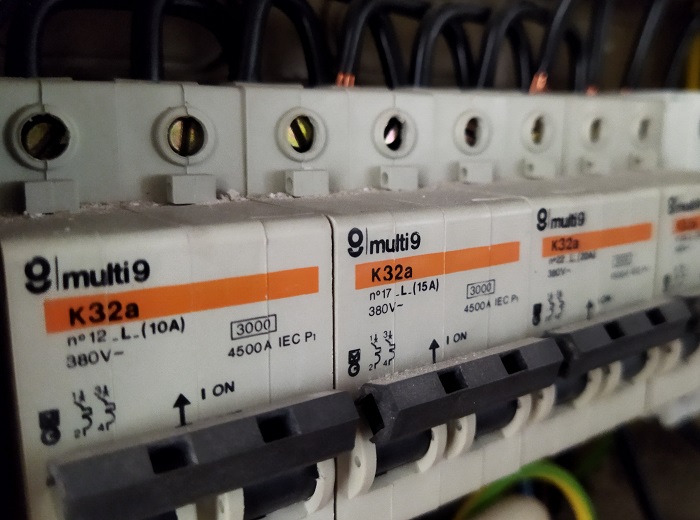 multi9
K32a
nº12 -L- (10A)
380V~
3000
4500A IEC P₁
I ON
multi9
K32a
nº17 -L- (15A)
380V~
3000
4500A IEC P₁
I ON
multi9
K32a
380V~